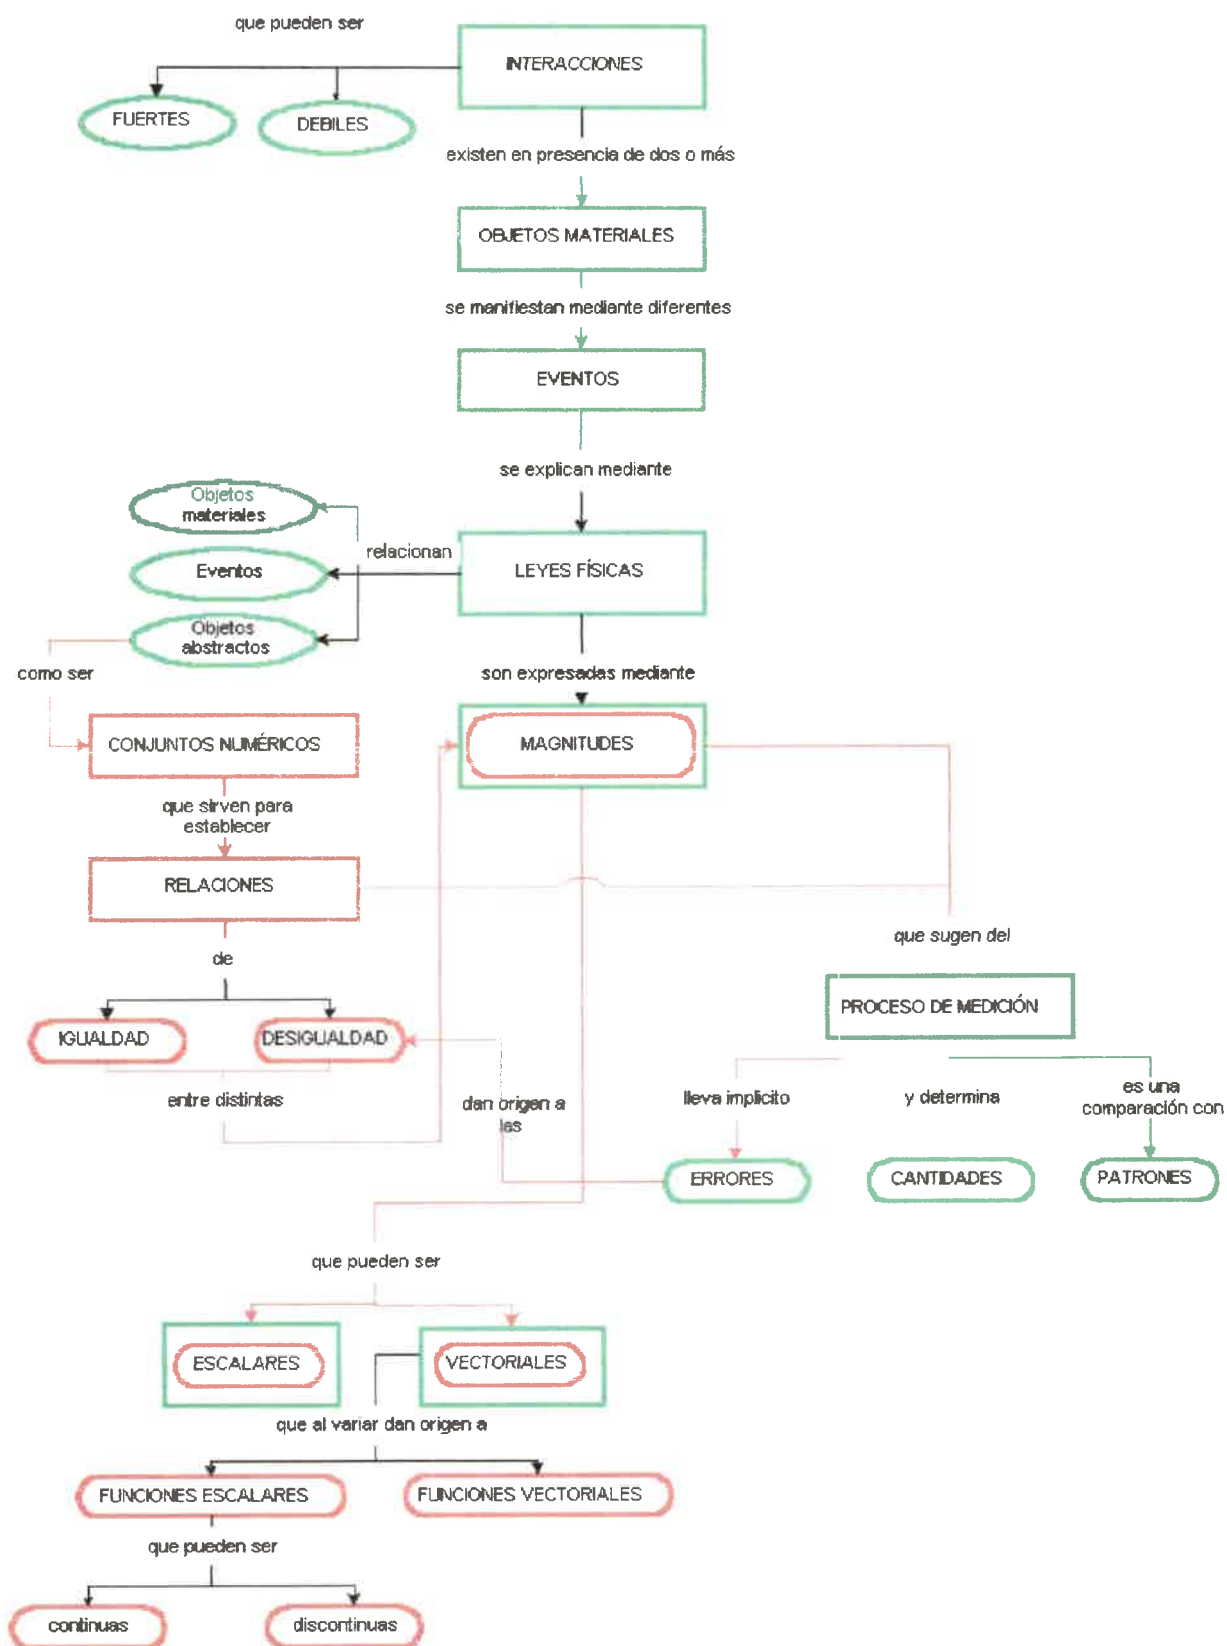 que pueden ser
INTERACCIONES
FUERTES
DEBILES
existen en presencia de dos o más
OBJETOS MATERIALES
se manifiestan mediante diferentes
EVENTOS
se explican mediante
Objetos
materiales
relacionan
Eventos
LEYES FÍSICAS
Objetos
abstractos
como ser
son expresadas mediante
CONJUNTOS NUMÉRICOS
MAGNITUDES
que sirven para
establecer
RELACIONES
que sugen del
de
PROCESO DE MEDICIÓN
IGUALDAD
DESIGUALDAD
entre distintas
dan origen a
las
lleva implicito
y determina
es una
comparación con
ERRORES
CANTIDADES
PATRONES
que pueden ser
ESCALARES
VECTORIALES
que al variar dan origen a
FUNCIONES ESCALARES
FUNCIONES VECTORIALES
que pueden ser
continuas
discontinuas